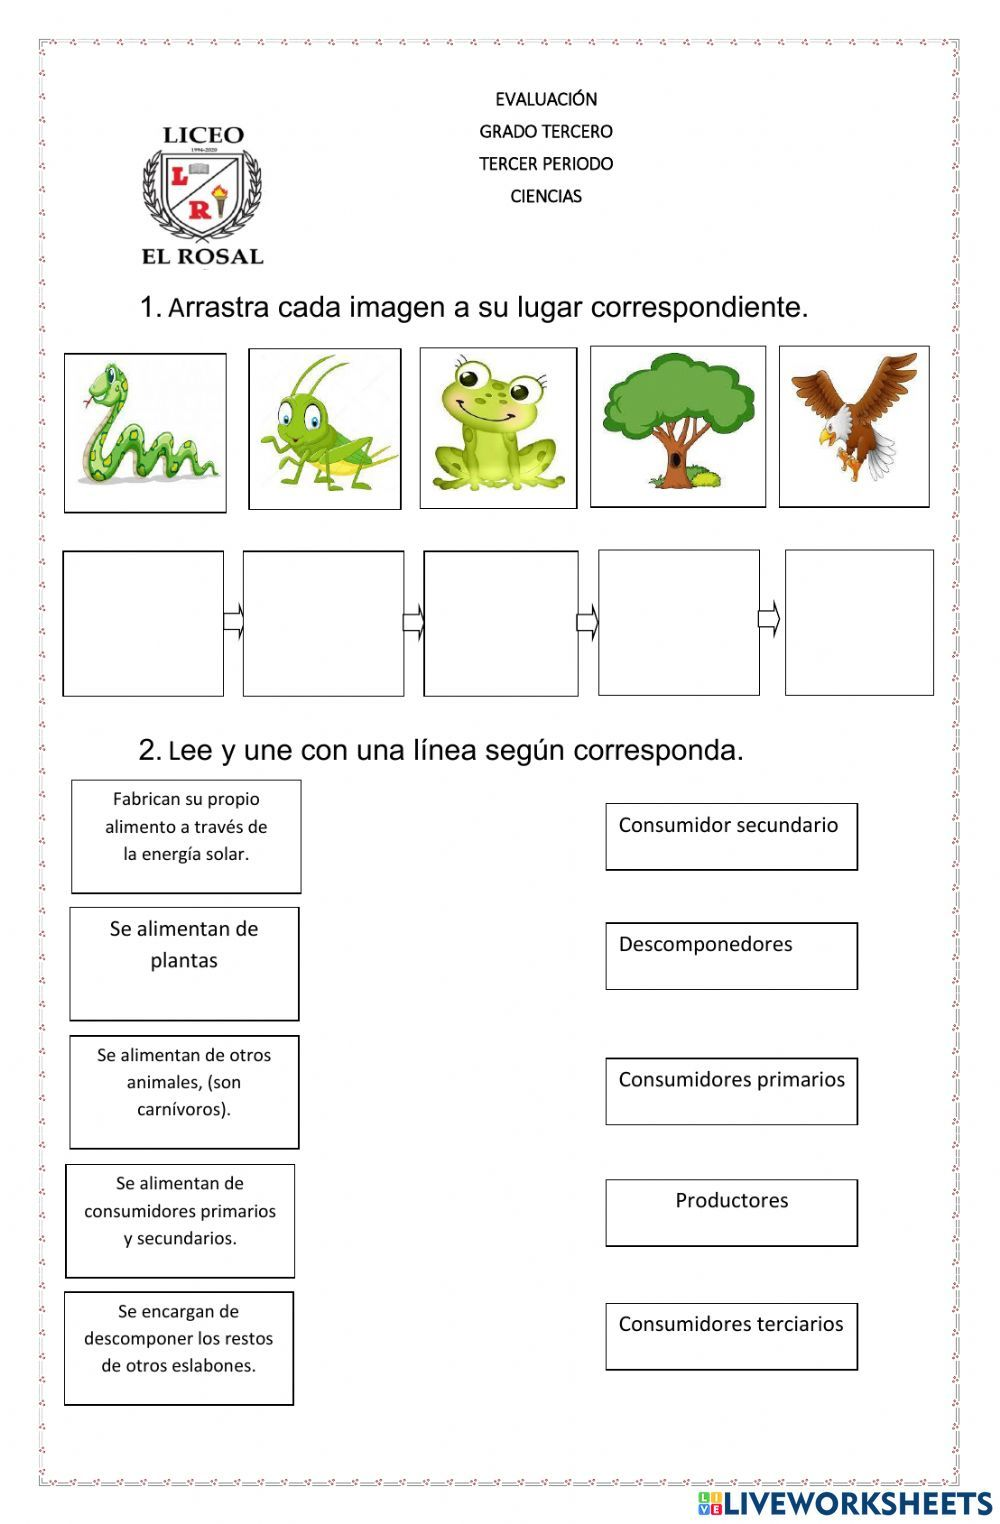 EVALUACIÓN
GRADO TERCERO
TERCER PERIODO
CIENCIAS
LICEO
1994-2020
L
R
EL ROSAL
1. Arrastra cada imagen a su lugar correspondiente.
2. Lee y une con una línea según corresponda.
Fabrican su propio
alimento a través de
la energía solar.
Consumidor secundario
Se alimentan de
plantas
Descomponedores
Se alimentan de otros
animales, (son
carnívoros).
Consumidores primarios
Se alimentan de
consumidores primarios
y secundarios.
Productores
Se encargan de
descomponer los restos
de otros eslabones.
Consumidores terciarios
LIVE LIVEWORKSHEETS